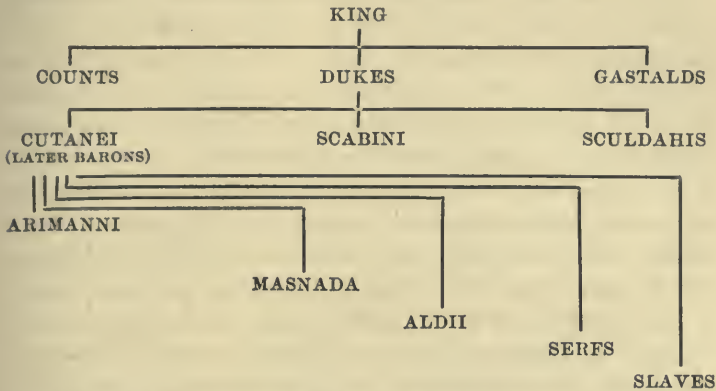 KING
COUNTS DUKES GASTALDS
CUTANEI SCABINI SCULDAHIS
(LATER BARONS)
ARIMANNI
MASNADA
ALDII
SERFS
SLAVES